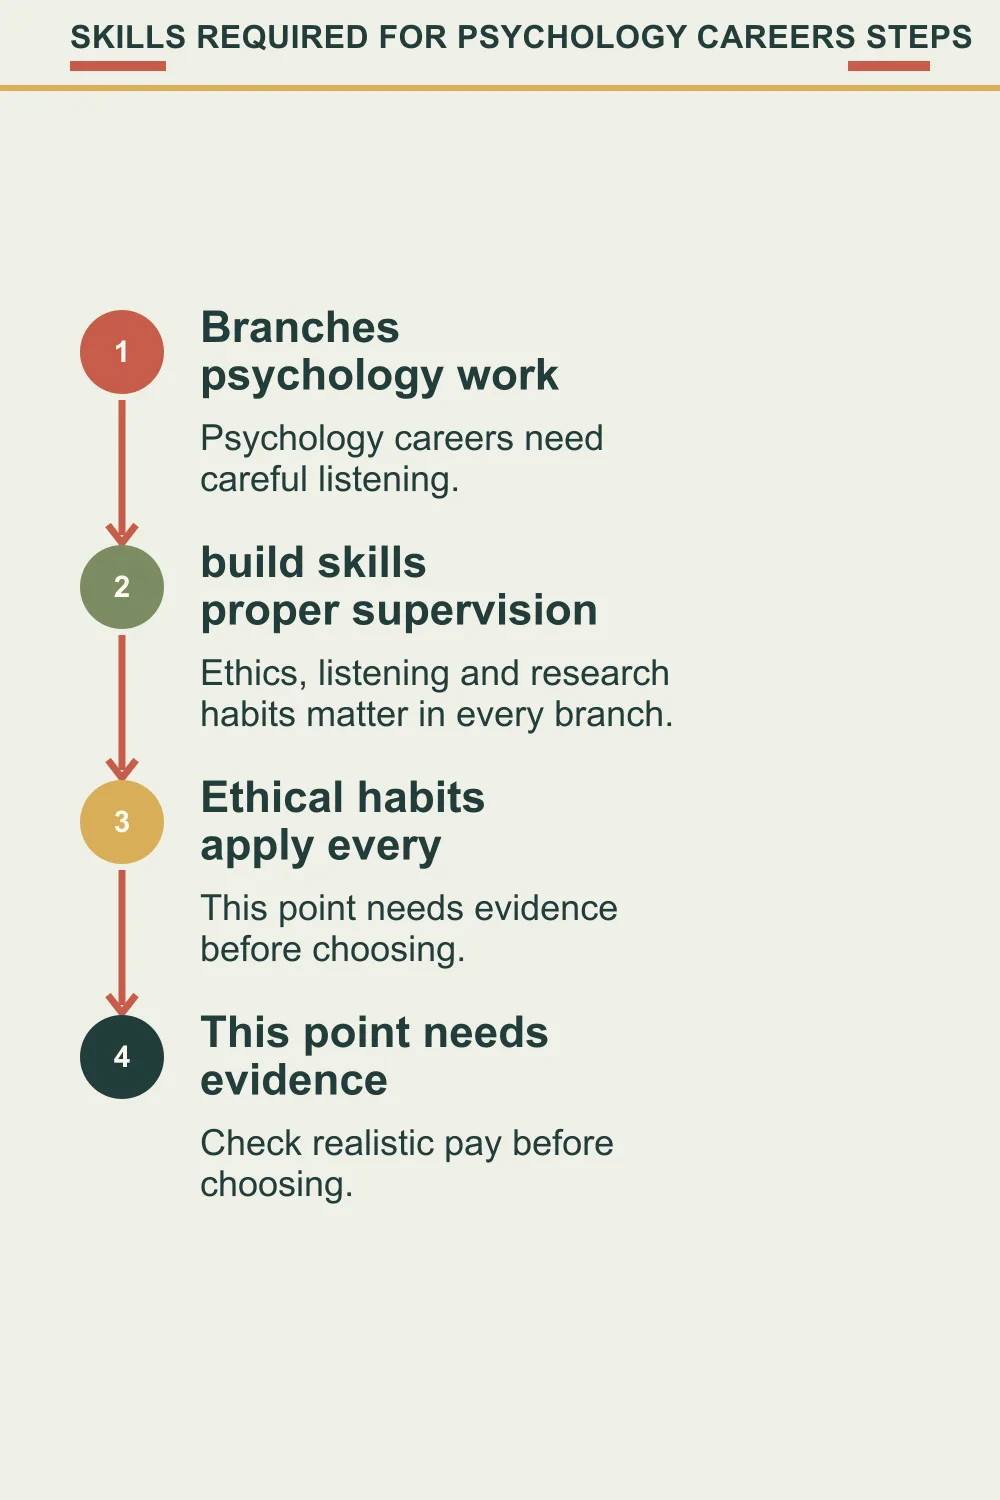 SKILLS REQUIRED FOR PSYCHOLOGY CAREERS STEPS
1
Branches
psychology work
Psychology careers need
careful listening.
2
build skills
proper supervision
Ethics, listening and research
habits matter in every branch.
3
Ethical habits
apply every
This point needs evidence
before choosing.
4
This point needs
evidence
Check realistic pay before
choosing.